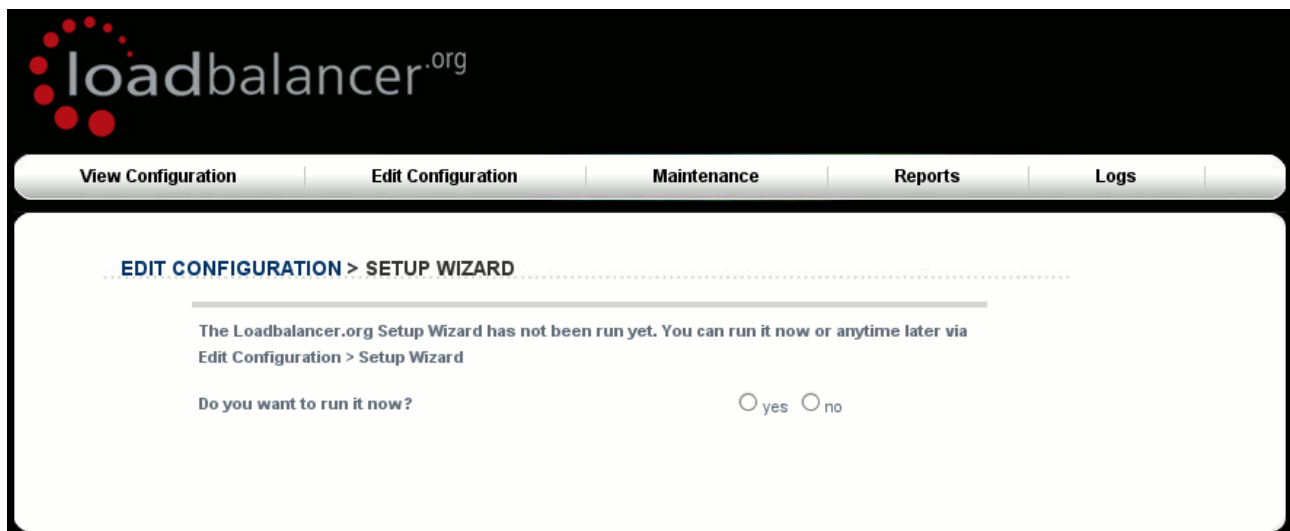 loadbalancer.org
View Configuration Edit Configuration Maintenance Reports Logs
EDIT CONFIGURATION > SETUP WIZARD
The Loadbalancer.org Setup Wizard has not been run yet. You can run it now or anytime later via
Edit Configuration > Setup Wizard
Do you want to run it now? yes no